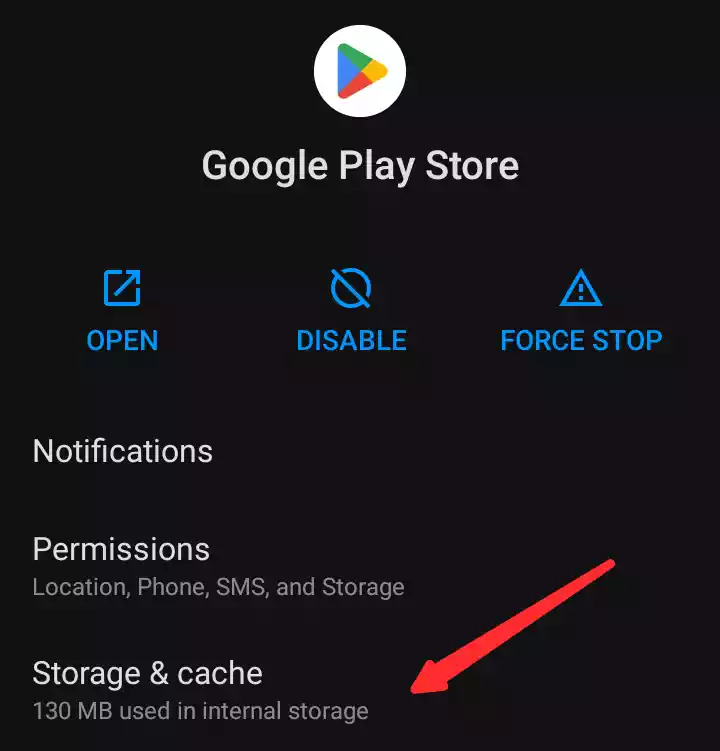 Google Play Store
OPEN DISABLE FORCE STOP
Notifications
Permissions
Location, Phone, SMS, and Storage
Storage & cache
130 MB used in internal storage